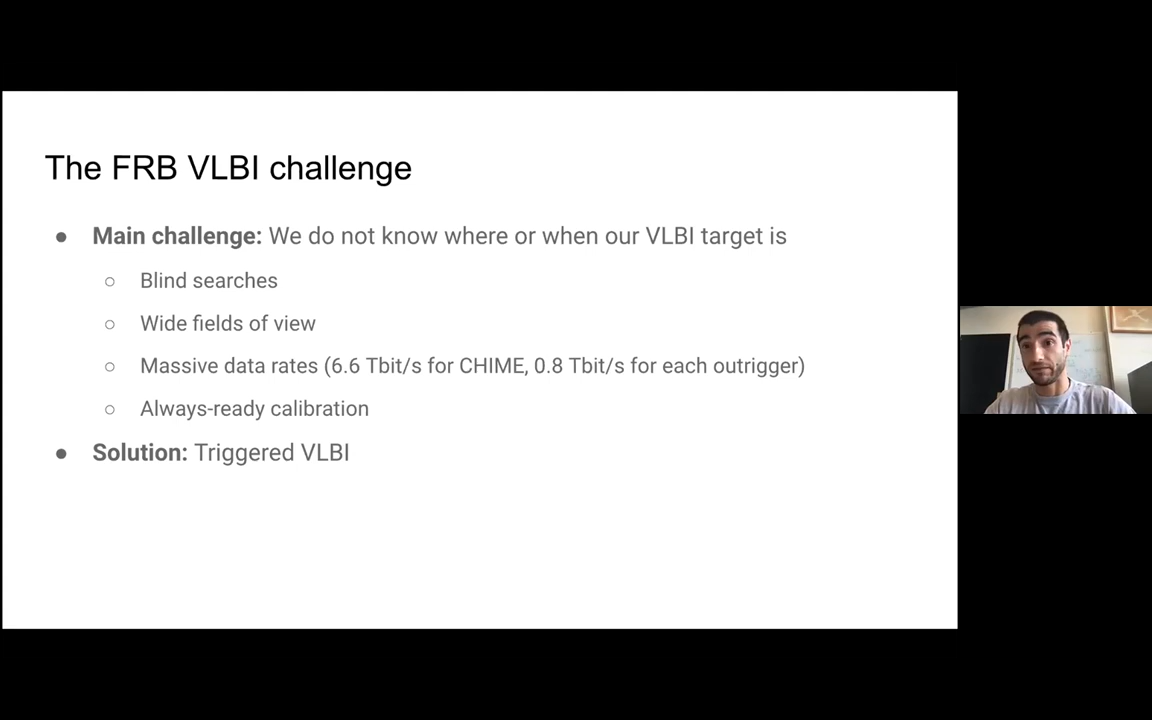 The FRB VLBI challenge
● Main challenge: We do not know where or when our VLBI target is
○ Blind searches
○ Wide fields of view
○ Massive data rates (6.6 Tbit/s for CHIME, 0.8 Tbit/s for each outrigger)
○ Always-ready calibration
● Solution: Triggered VLBI